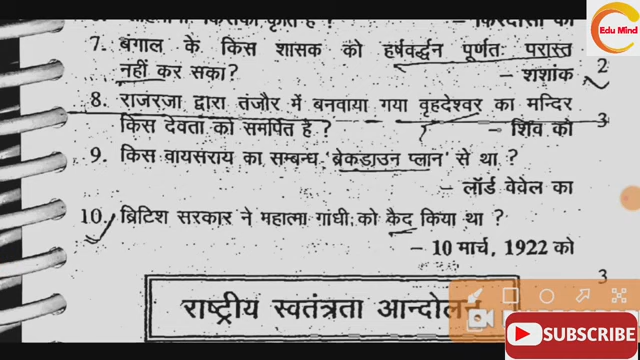 Edu Mind
7. बंगाल के किस शासक को हर्षवर्द्धन पूर्णतः परास्त
नहीं कर सका?
– शशांक
2
8. राजरजा द्वारा तंजौर में बनवाया गया वृहदेश्वर का मन्दिर
किस देवता को समर्पित है?
– शिव को
3
9. किस वायसराय का सम्बन्ध 'ब्रेकडाउन प्लान' से था ?
– लॉर्ड वेवेल का
10. ब्रिटिश सरकार ने महात्मा गांधी को कैद किया था ?
– 10 मार्च, 1922 को
3
राष्ट्रीय स्वतंत्रता आन्दोलन
SUBSCRIBE